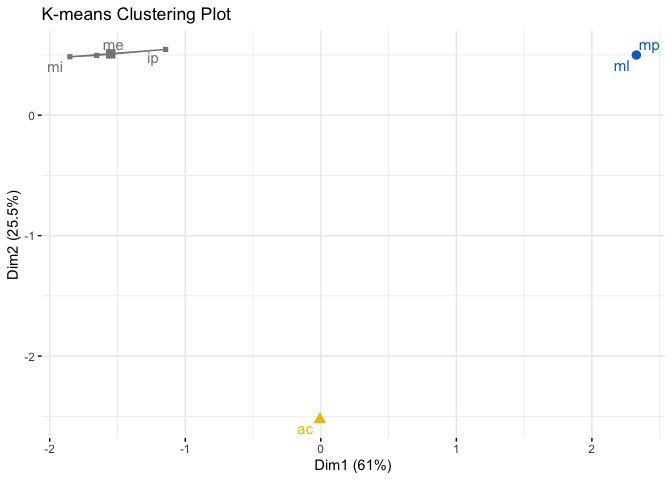 K-means Clustering Plot
me
mp
mi
ip
ml
0
-1
-2
Dim2 (25.5%)
ac
-2
-1
0
1
2
Dim1 (61%)